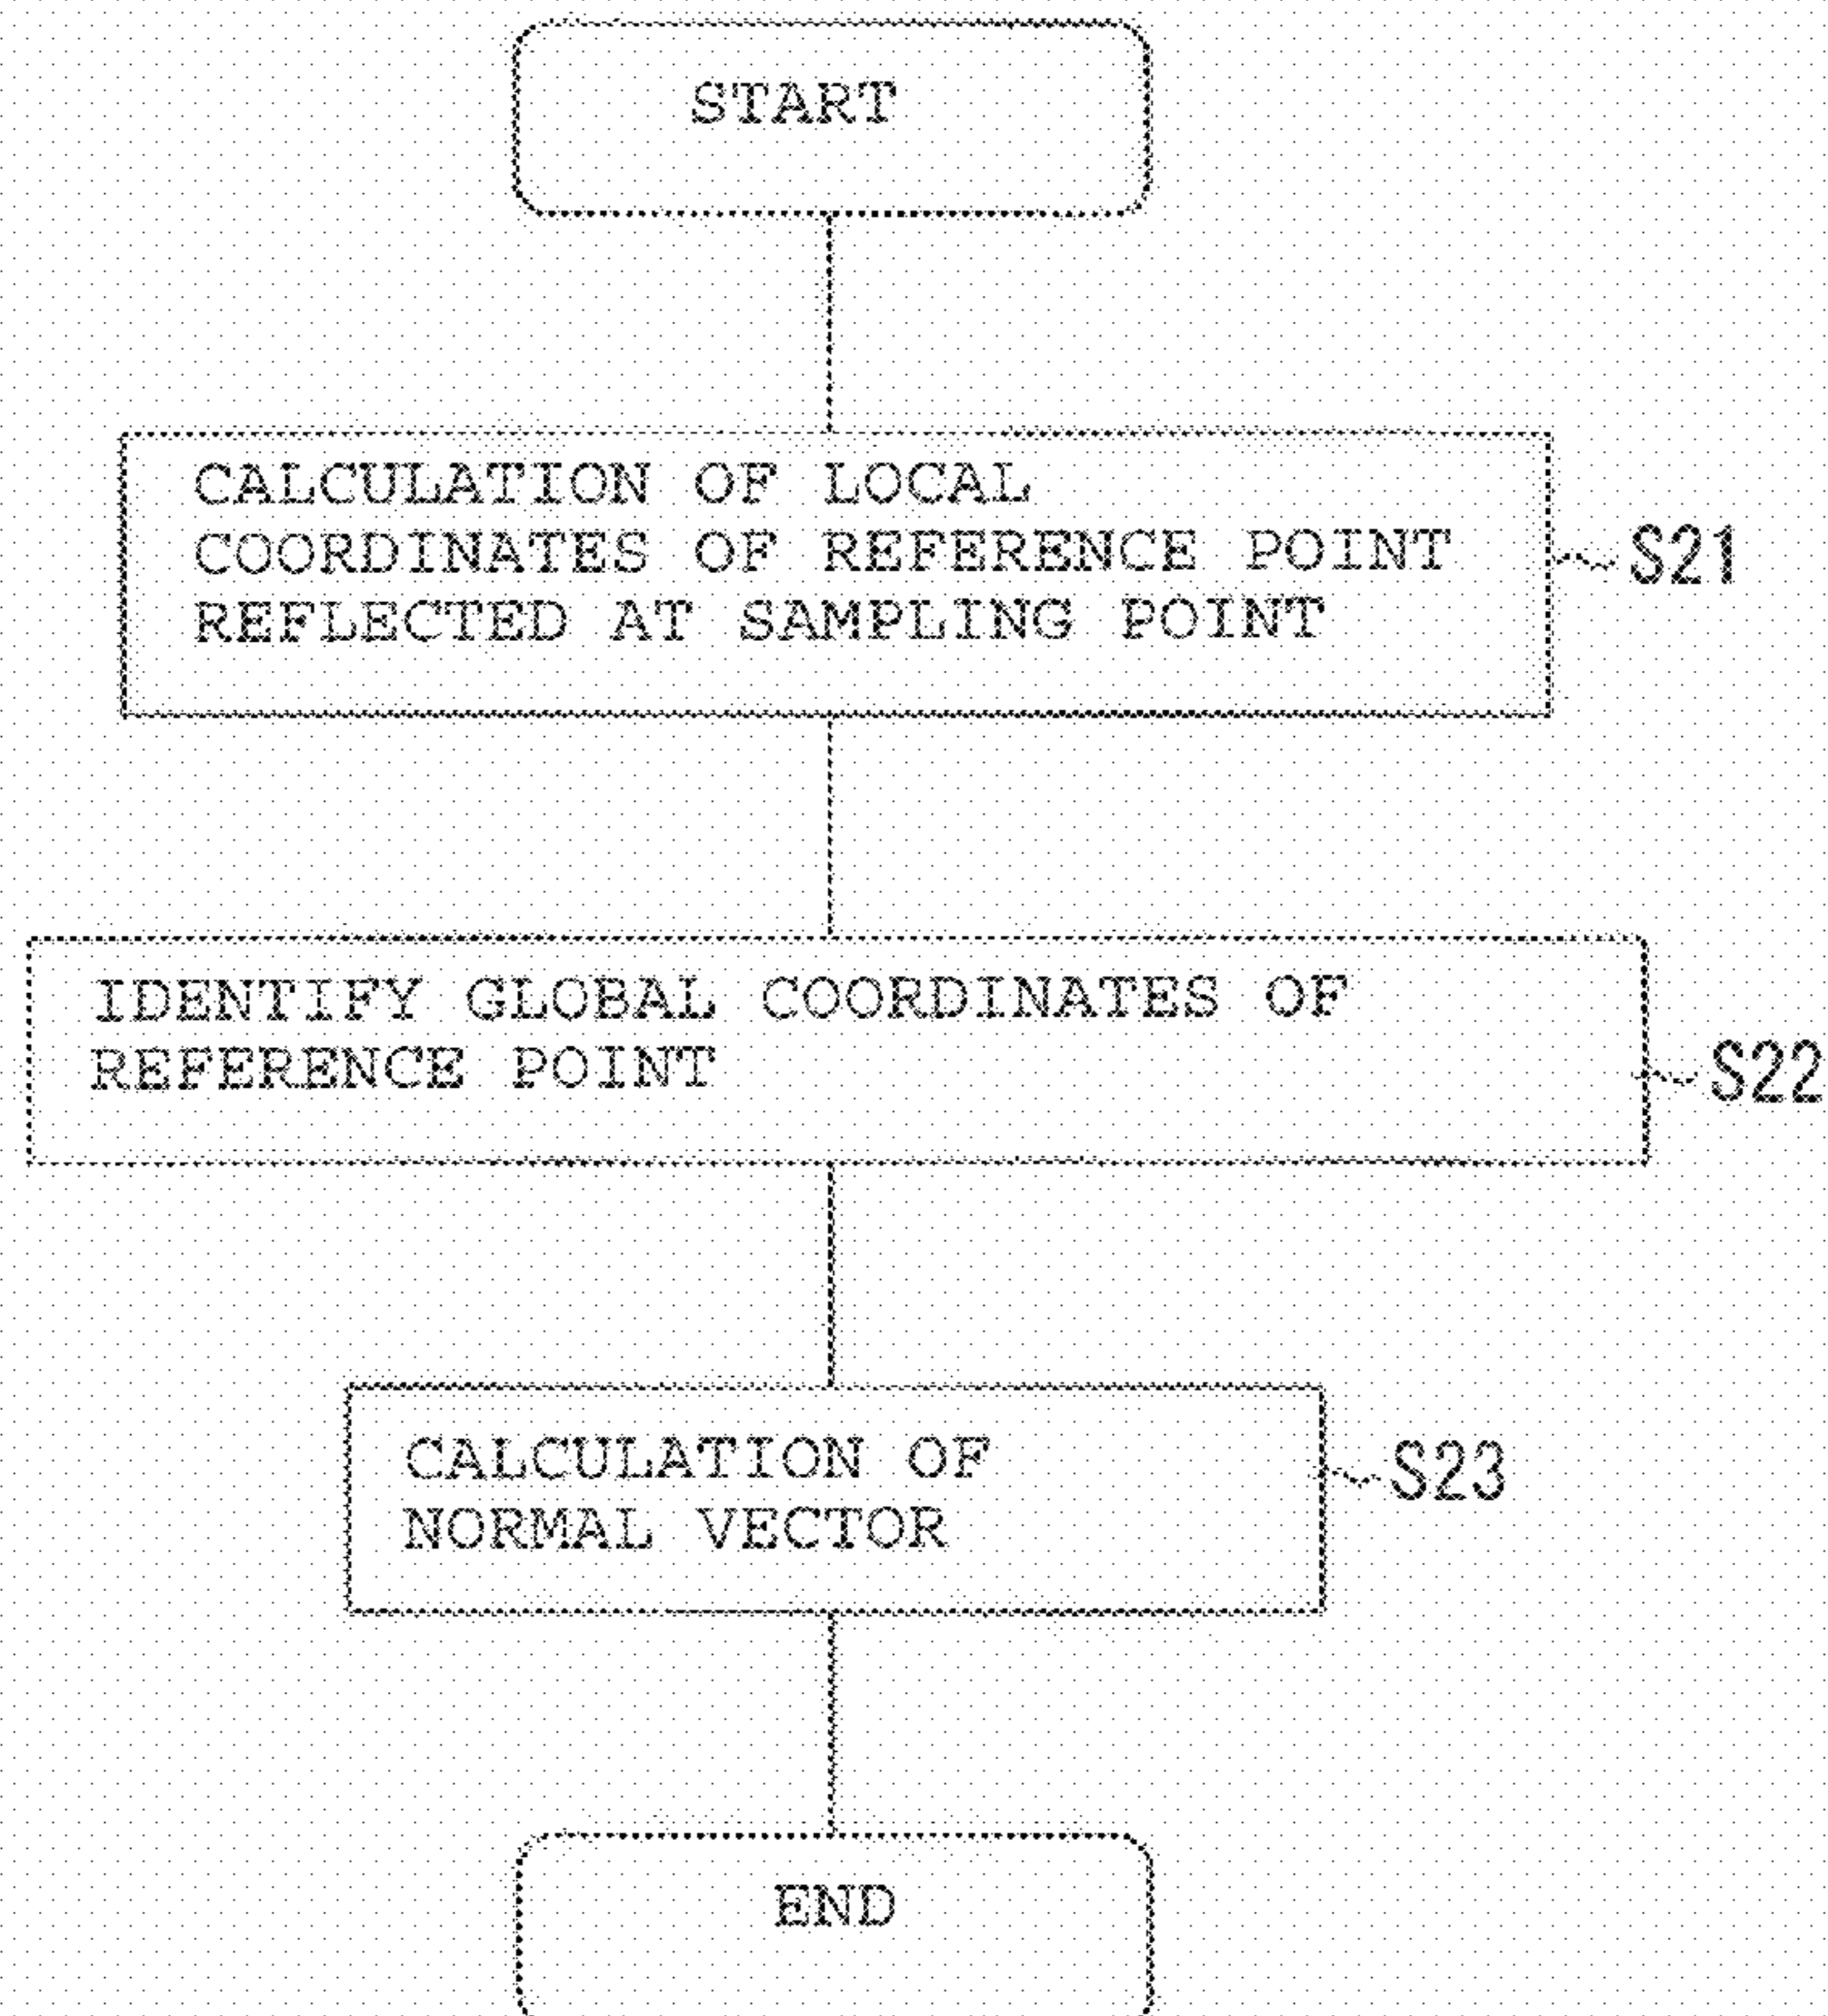 START
CALCULATION OF LOCAL
COORDINATES OF REFERENCE POINT
REFLECTED AT SAMPLING POINT
S21
IDENTIFY GLOBAL COORDINATES OF
REFERENCE POINT
S22
CALCULATION OF
NORMAL VECTOR
S23
END